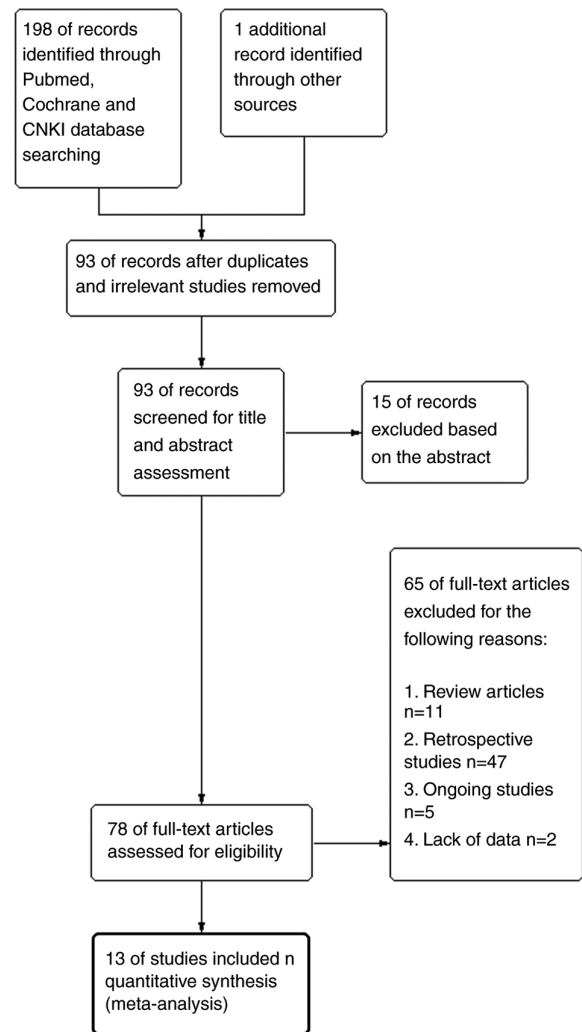 198 of records
identified through
Pubmed,
Cochrane and
CNKI database
searching
1 additional
record identified
through other
sources
93 of records after duplicates
and irrelevant studies removed
93 of records
screened for title
and abstract
assessment
15 of records
excluded based
on the abstract
65 of full-text articles
excluded for the
following reasons:
1. Review articles
n=11
2. Retrospective
studies n=47
3. Ongoing studies
n=5
4. Lack of data n=2
78 of full-text articles
assessed for eligibility
13 of studies included n
quantitative synthesis
(meta-analysis)